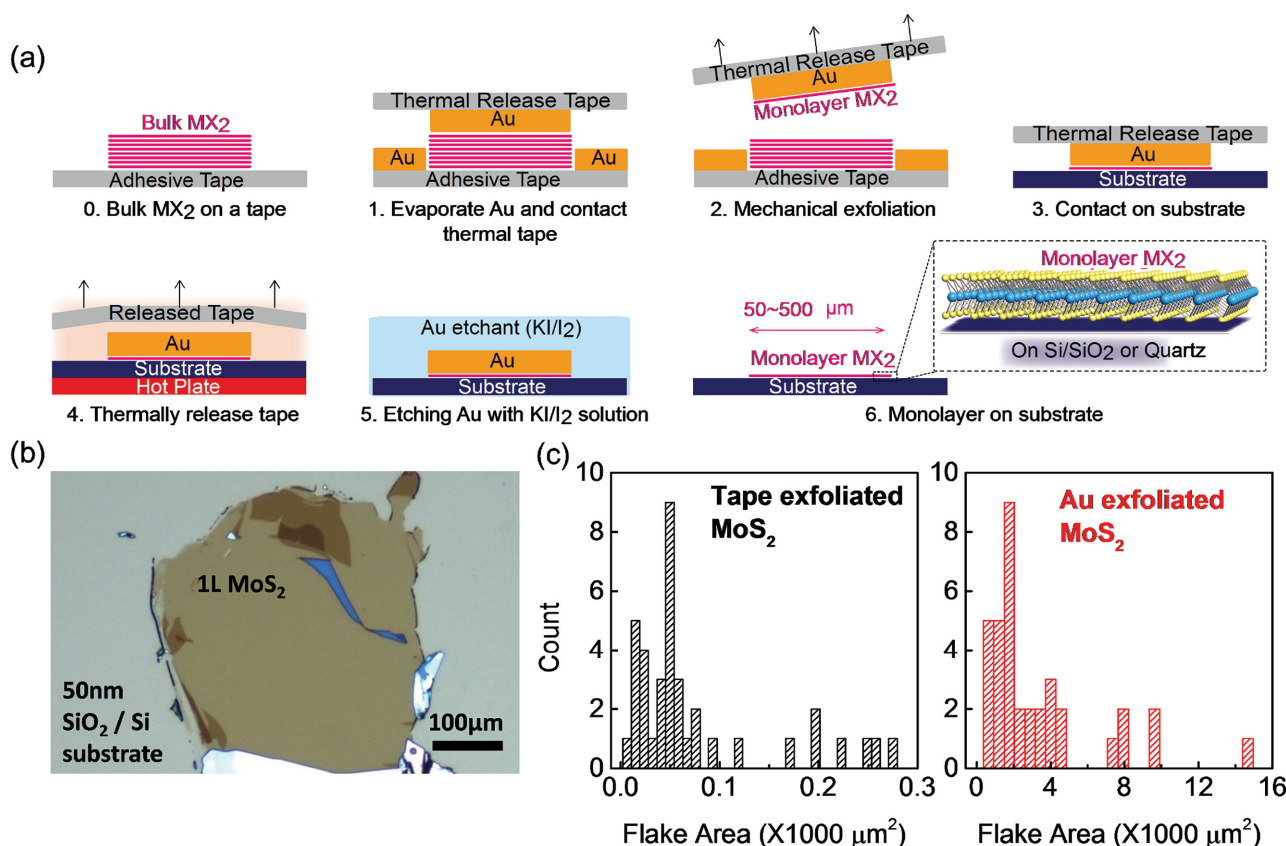 (a)
Bulk MX2
Adhesive Tape
0. Bulk MX2 on a tape
Thermal Release Tape
Au
Au
Au
Adhesive Tape
1. Evaporate Au and contact
thermal tape
Thermal Release Tape
Au
Monolayer MX2
Adhesive Tape
2. Mechanical exfoliation
Thermal Release Tape
Au
Substrate
3. Contact on substrate
Released Tape
Au
Substrate
Hot Plate
4. Thermally release tape
Au etchant (KI/I2)
Au
Substrate
5. Etching Au with KI/I2 solution
50~500 μm
Monolayer MX2
Substrate
Monolayer MX2
On Si/SiO2 or Quartz
6. Monolayer on substrate
(b)
1L MoS2
50nm
SiO2 / Si
substrate
100μm
(c)
Tape exfoliated
MoS2
Count
10
8
6
4
2
0
0.0 0.1 0.2 0.3
Flake Area (X1000 μm²)
Au exfoliated
MoS2
10
8
6
4
2
0
0 4 8 12 16
Flake Area (X1000 μm²)